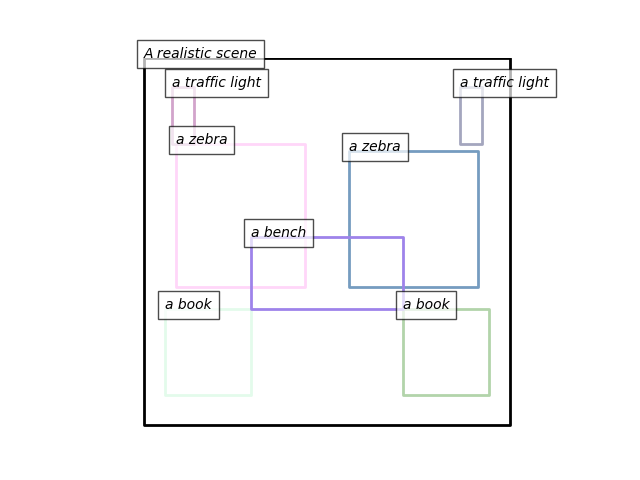 A realistic scene
a traffic light
a traffic light
a zebra
a zebra
a bench
a book
a book